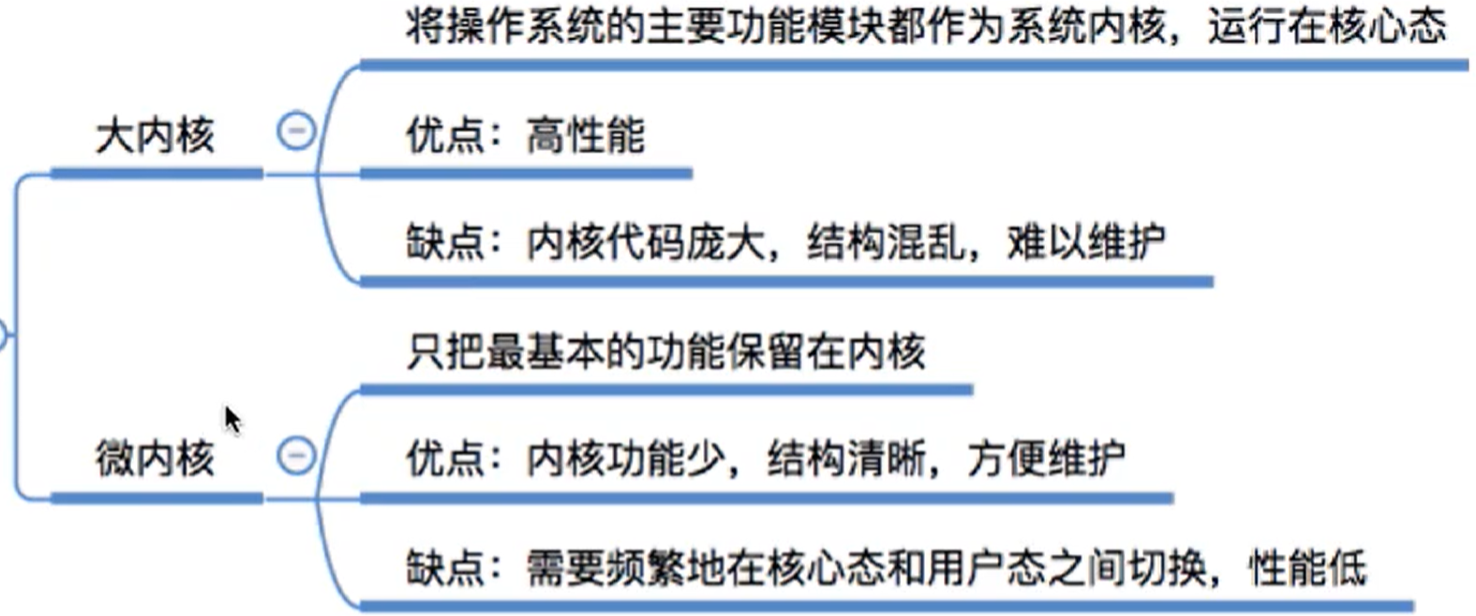 将操作系统的主要功能模块都作为系统内核，运行在核心态
大内核
优点：高性能
缺点：内核代码庞大，结构混乱，难以维护
只把最基本的功能保留在内核
微内核
优点：内核功能少，结构清晰，方便维护
缺点：需要频繁地在核心态和用户态之间切换，性能低